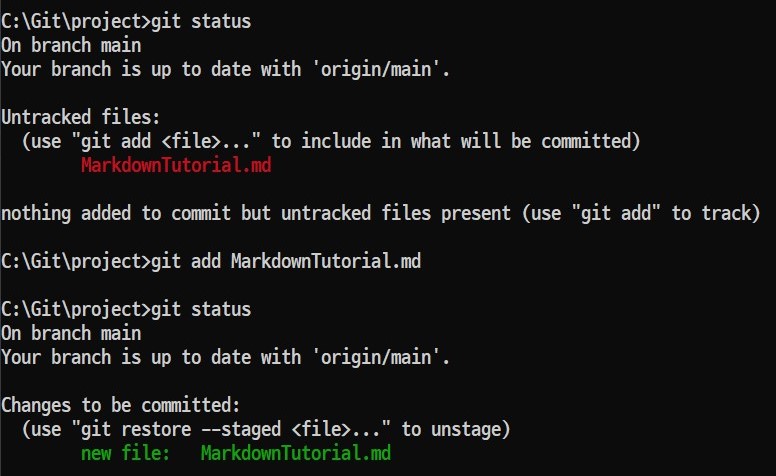 C:\Git\project>git status
On branch main
Your branch is up to date with 'origin/main'.
Untracked files:
  (use "git add <file>..." to include in what will be committed)
        MarkdownTutorial.md
nothing added to commit but untracked files present (use "git add" to track)
C:\Git\project>git add MarkdownTutorial.md
C:\Git\project>git status
On branch main
Your branch is up to date with 'origin/main'.
Changes to be committed:
  (use "git restore --staged <file>..." to unstage)
        new file:   MarkdownTutorial.md